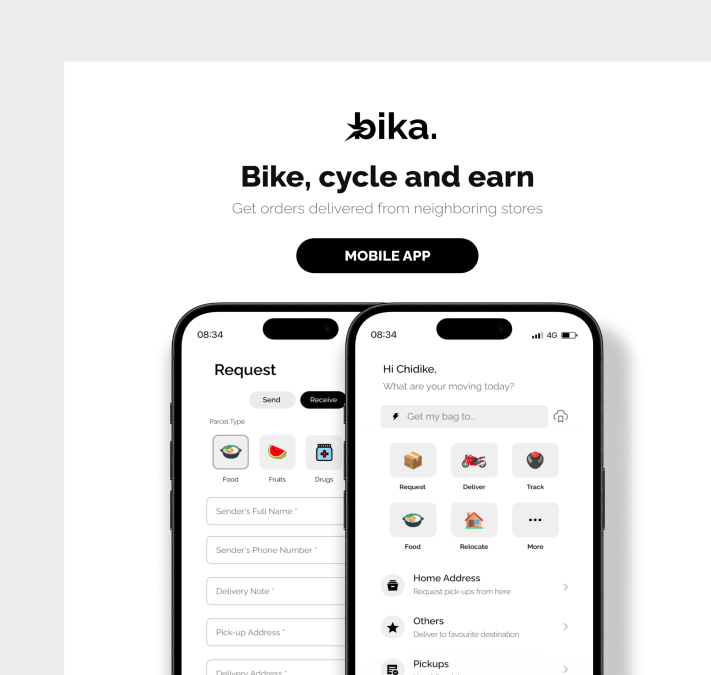 bika.
Bike, cycle and earn
Get orders delivered from neighboring stores
MOBILE APP
08:34
Request
Send
Receive
Parcel Type
Food
Fruits
Drugs
Sender's Full Name *
Sender's Phone Number *
Delivery Note *
Pick-up Address *
Delivery Address *
08:34
4G
Hi Chidike,
What are your moving today?
Get my bag to...
Request
Deliver
Track
Food
Relocate
More
Home Address
Request pick-ups from here
Others
Deliver to favourite destination
Pickups